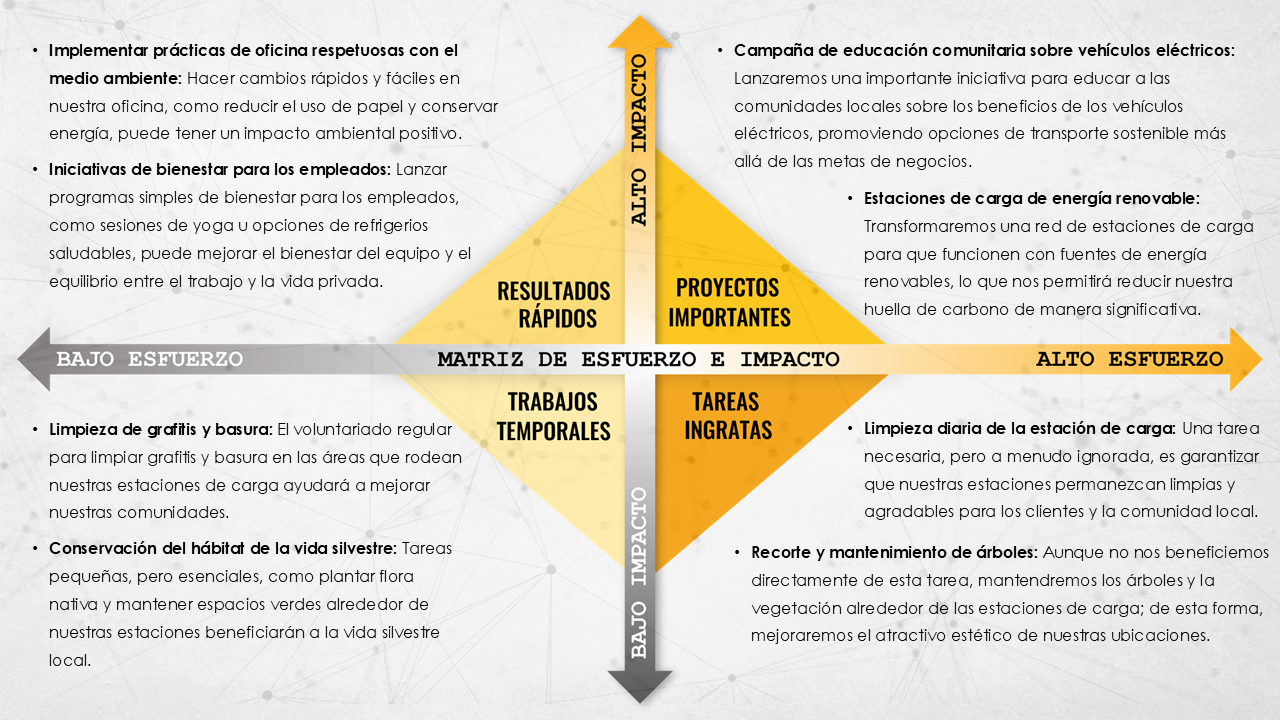 • Implementar prácticas de oficina respetuosas con el
medio ambiente: Hacer cambios rápidos y fáciles en
nuestra oficina, como reducir el uso de papel y conservar
energía, puede tener un impacto ambiental positivo.
• Iniciativas de bienestar para los empleados: Lanzar
programas simples de bienestar para los empleados,
como sesiones de yoga u opciones de refrigerios
saludables, puede mejorar el bienestar del equipo y el
equilibrio entre el trabajo y la vida privada.
ALTO IMPACTO
• Campaña de educación comunitaria sobre vehículos eléctricos:
Lanzaremos una importante iniciativa para educar a las
comunidades locales sobre los beneficios de los vehículos
eléctricos, promoviendo opciones de transporte sostenible más
allá de las metas de negocios.
• Estaciones de carga de energía renovable:
Transformaremos una red de estaciones de carga
para que funcionen con fuentes de energía
renovables, lo que nos permitirá reducir nuestra
huella de carbono de manera significativa.
RESULTADOS
RÁPIDOS
PROYECTOS
IMPORTANTES
BAJO ESFUERZO
MATRIZ DE ESFUERZO E IMPACTO
ALTO ESFUERZO
TRABAJOS
TEMPORALES
TAREAS
INGRATAS
• Limpieza de grafitis y basura: El voluntariado regular
para limpiar grafitis y basura en las áreas que rodean
nuestras estaciones de carga ayudará a mejorar
nuestras comunidades.
• Conservación del hábitat de la vida silvestre: Tareas
pequeñas, pero esenciales, como plantar flora
nativa y mantener espacios verdes alrededor de
nuestras estaciones beneficiarán a la vida silvestre
local.
BAJO IMPACTO
• Limpieza diaria de la estación de carga: Una tarea
necesaria, pero a menudo ignorada, es garantizar
que nuestras estaciones permanezcan limpias y
agradables para los clientes y la comunidad local.
• Recorte y mantenimiento de árboles: Aunque no nos beneficiemos
directamente de esta tarea, mantendremos los árboles y la
vegetación alrededor de las estaciones de carga; de esta forma,
mejoraremos el atractivo estético de nuestras ubicaciones.